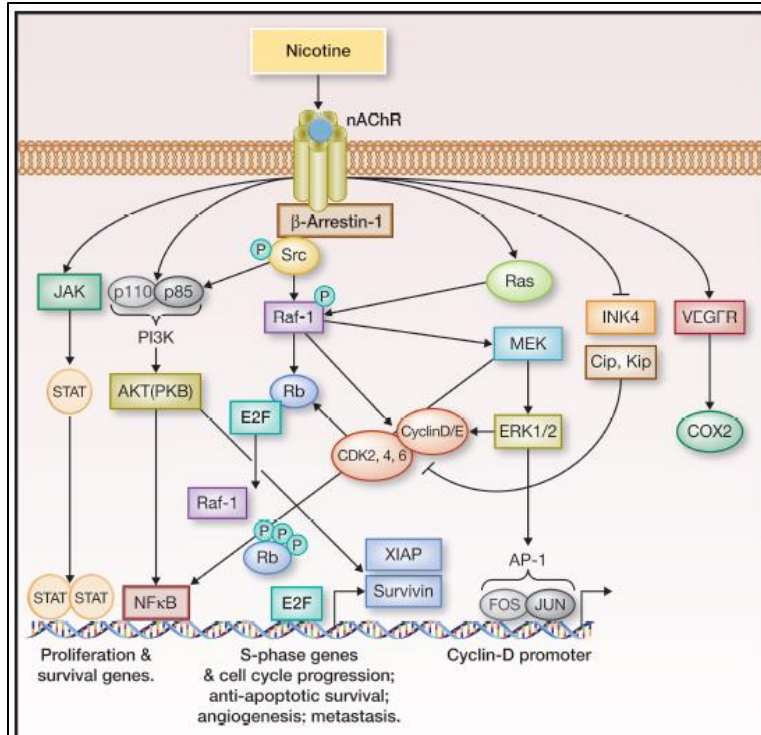 Nicotine
nAChR
β-Arrestin-1
P
Src
JAK
p110
p85
Ras
P
Raf-1
INK4
VEGFR
PI3K
MEK
Cip, Kip
STAT
AKT(PKB)
Rb
E2F
CyclinD/E
ERK1/2
COX2
CDK2, 4, 6
Raf-1
P
P
P
Rb
XIAP
AP-1
Survivin
STAT
STAT
NFκB
E2F
FOS
JUN
Proliferation &
survival genes.
S-phase genes
& cell cycle progression;
anti-apoptotic survival;
angiogenesis; metastasis.
Cyclin-D promoter